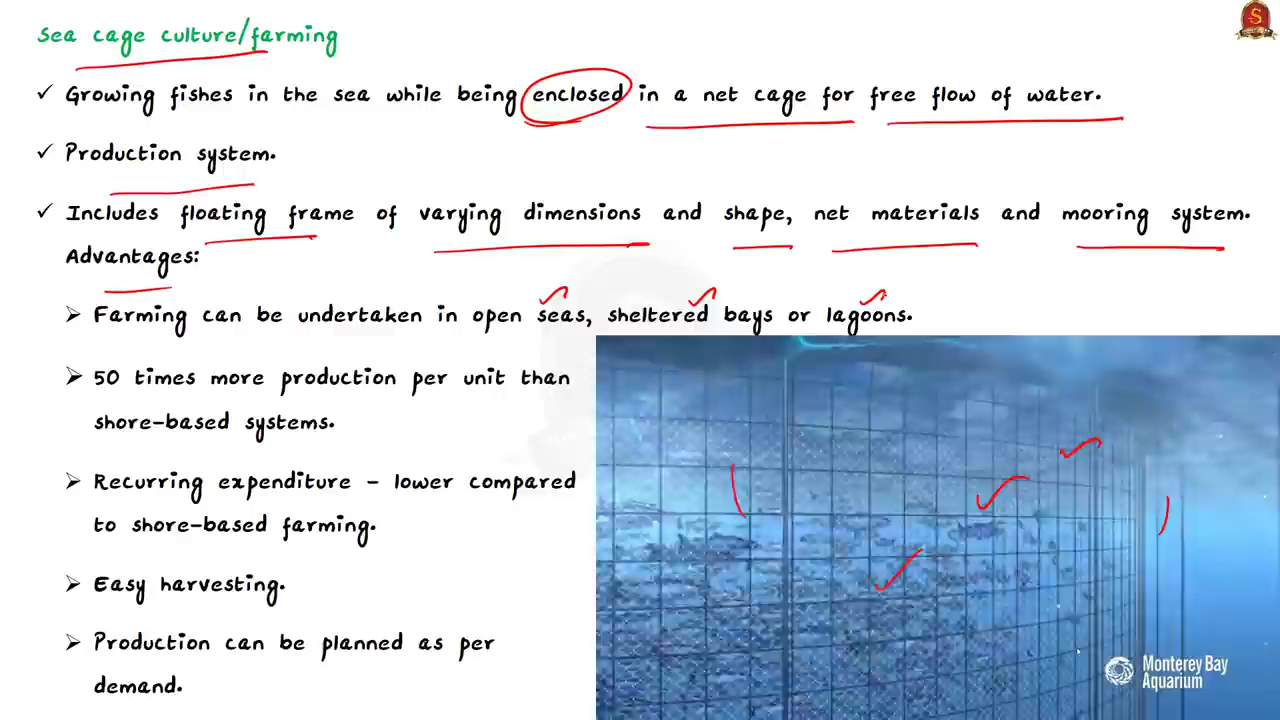 Sea cage culture/farming
✓ Growing fishes in the sea while being enclosed in a net cage for free flow of water.
✓ Production system.
✓ Includes floating frame of varying dimensions and shape, net materials and mooring system.
Advantages:
➢ Farming can be undertaken in open seas, sheltered bays or lagoons.
➢ 50 times more production per unit than
shore-based systems.
➢ Recurring expenditure – lower compared
to shore-based farming.
➢ Easy harvesting.
➢ Production can be planned as per
demand.
Monterey Bay
Aquarium